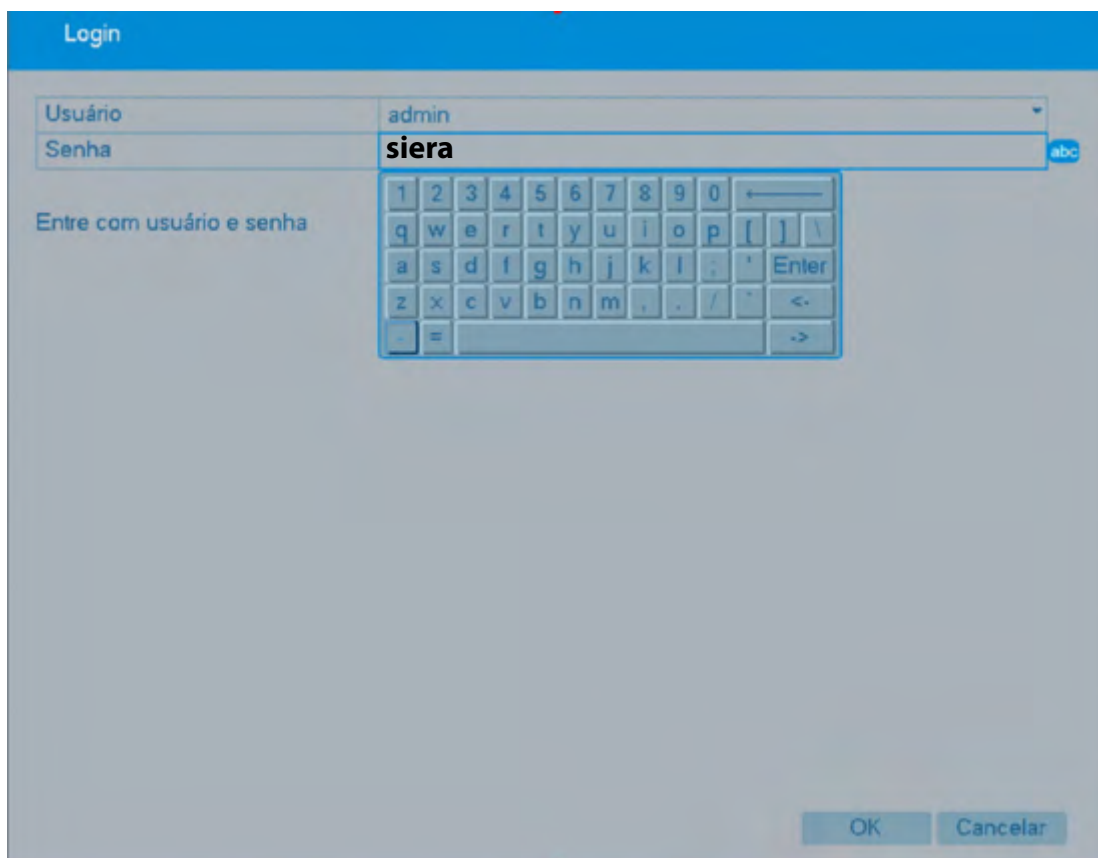 Login
Usuário admin
Senha siera abc
1 2 3 4 5 6 7 8 9 0 ←
Entre com usuário e senha
q w e r t y u i o p [ ] \
a s d f g h j k l ; ' Enter
z x c v b n m , . / ` <-
- = ->
OK Cancelar